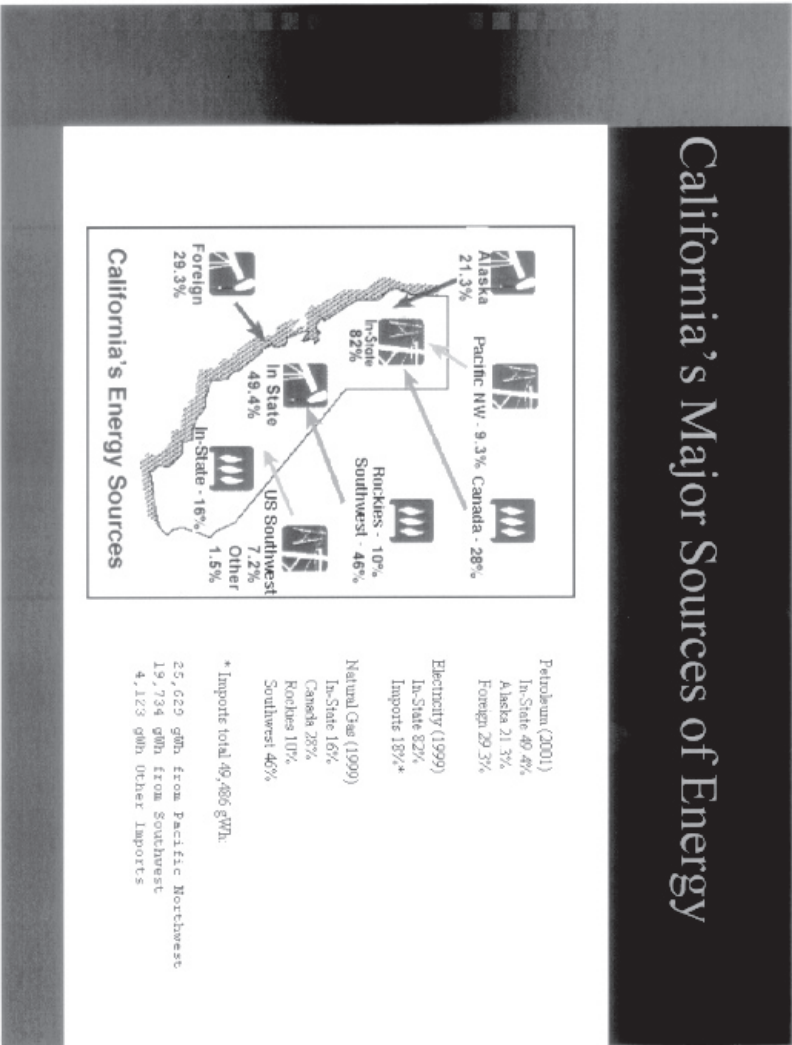 California's Major Sources of Energy
Alaska
21.3%
Pacific NW - 9.3%
Canada - 28%
In-State
82%
Rockies - 10%
Southwest - 46%
Foreign
29.3%
In State
49.4%
US Southwest
7.2%
Other
1.5%
In-State - 16%
California's Energy Sources
Petroleum (2001)
In-State 49.4%
Alaska 21.3%
Foreign 29.3%
Electricity (1999)
In-State 82%
Imports 18%*
Natural Gas (1999)
In-State 16%
Canada 28%
Rockies 10%
Southwest 46%
* Imports total 49,486 gWh:
25,629 gWh from Pacific Northwest
19,734 gWh from Southwest
4,123 gWh Other Imports